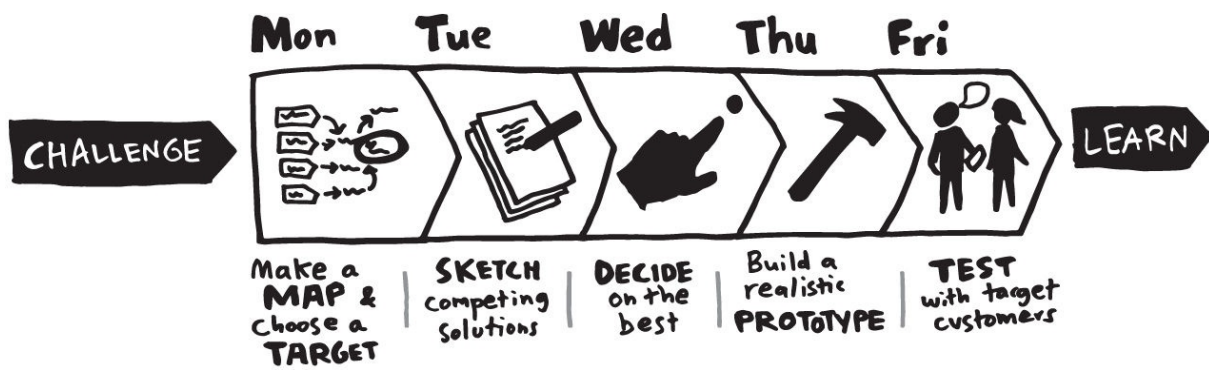 Mon Tue Wed Thu Fri
CHALLENGE
LEARN
Make a
MAP &
choose a
TARGET
SKETCH
competing
solutions
DECIDE
on the
best
Build a
realistic
PROTOTYPE
TEST
with target
customers